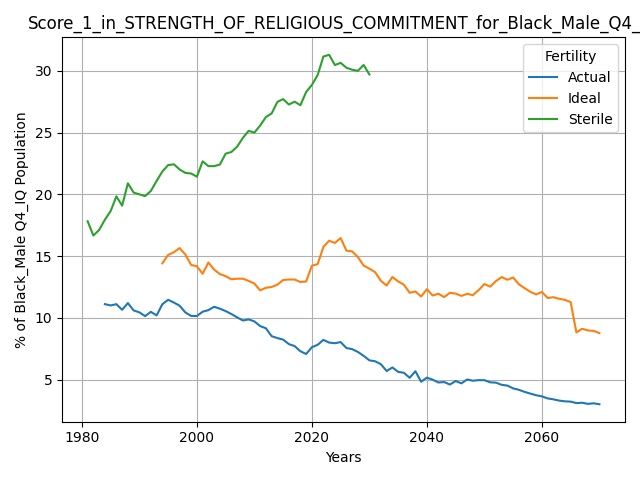 Score_1_in_STRENGTH_OF_RELIGIOUS_COMMITMENT_for_Black_Male_Q4_
Fertility
Actual
Ideal
Sterile
% of Black_Male Q4_IQ Population
30
25
20
15
10
5
1980
2000
2020
2040
2060
Years